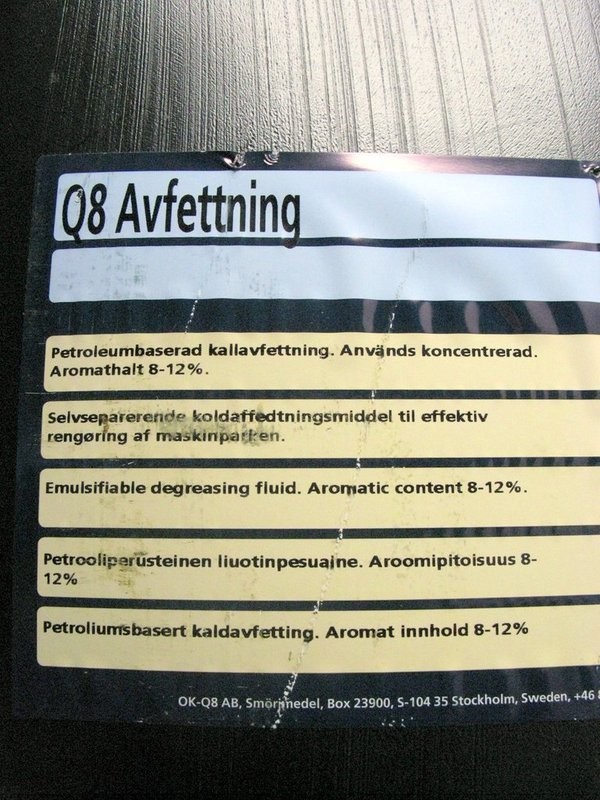 Q8 Avfettning
Petroleumbaserad kallavfettning. Används koncentrerad.
Aromathalt 8-12%.
Selvseparerende koldaffedtningsmiddel til effektiv
rengøring af maskinparken.
Emulsifiable degreasing fluid. Aromatic content 8-12%.
Petrooliperusteinen liuotinpesuaine. Aroomipitoisuus 8-
12%
Petroliumsbasert kaldavfetting. Aromat innhold 8-12%
OK-Q8 AB, Smörjmedel, Box 23900, S-104 35 Stockholm, Sweden, +46 8